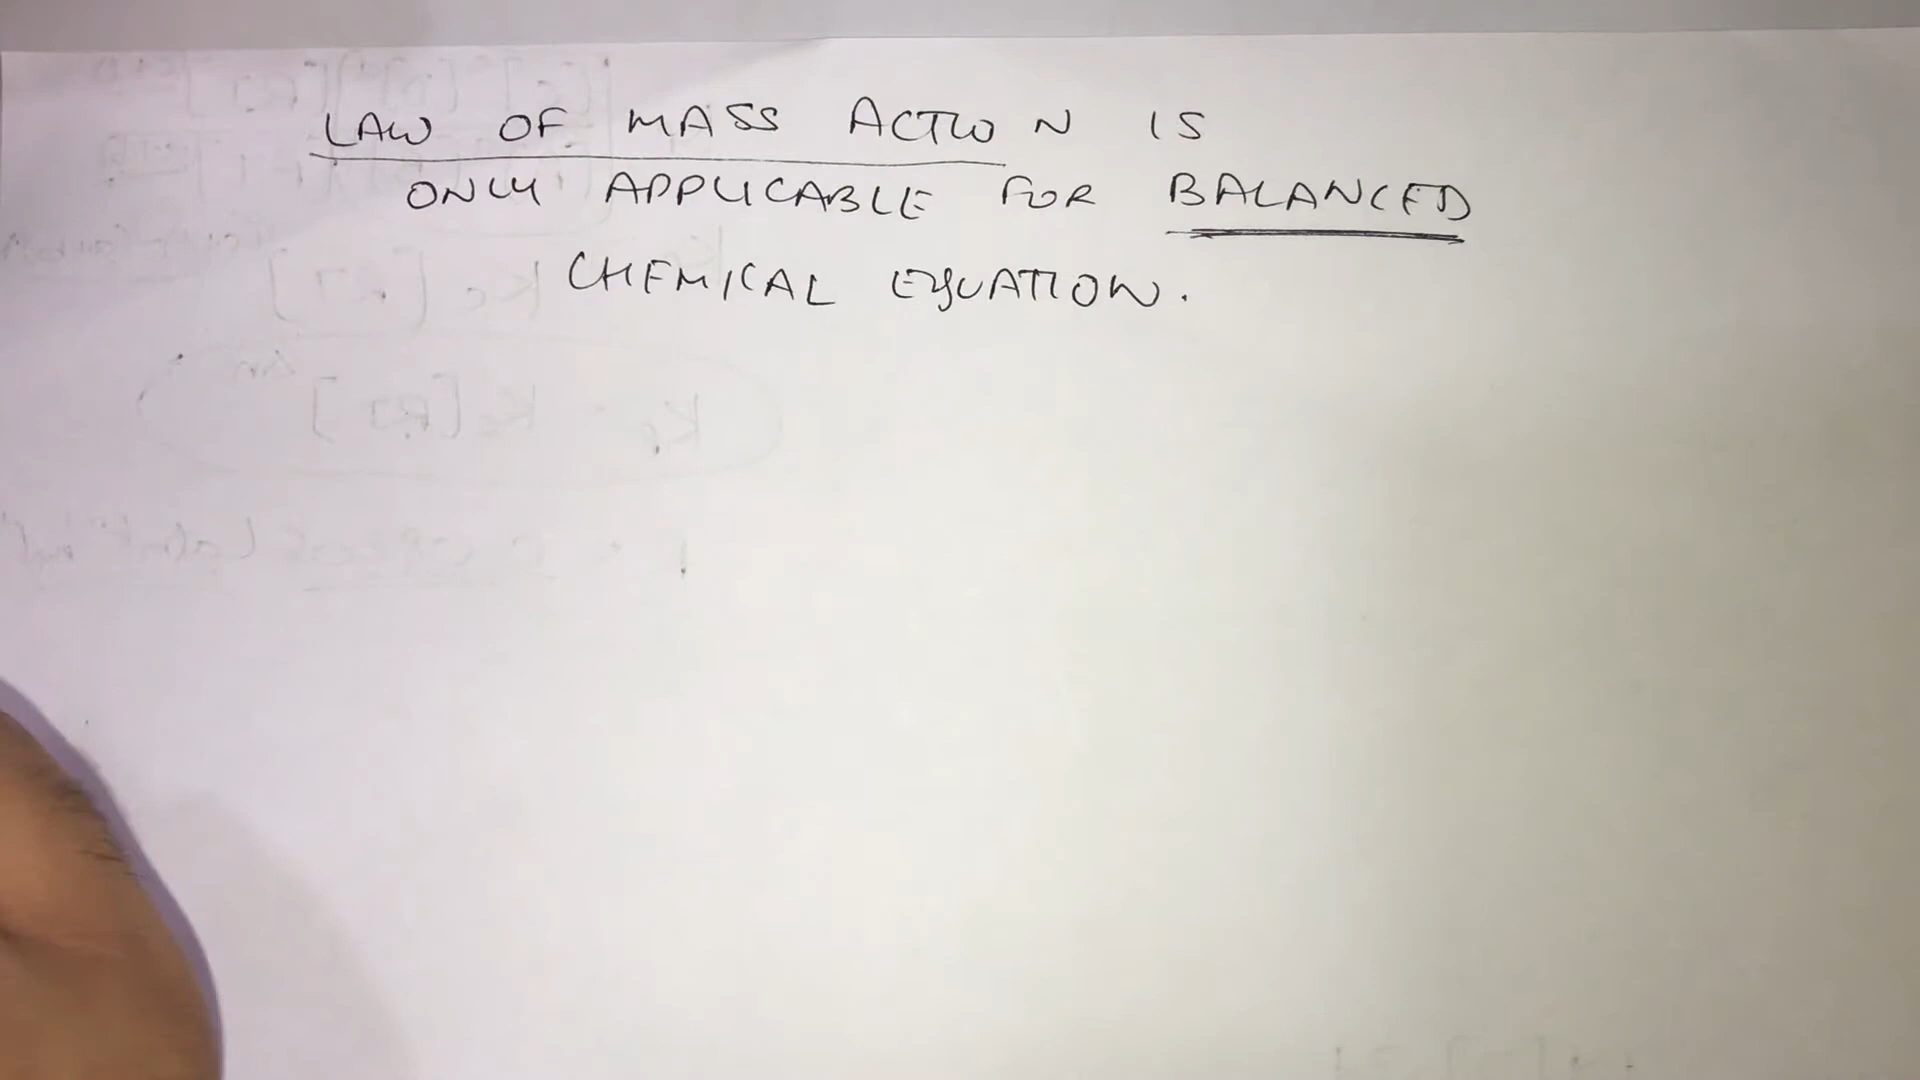 LAW OF MASS ACTION IS
ONLY APPLICABLE FOR BALANCED
CHEMICAL EQUATION.